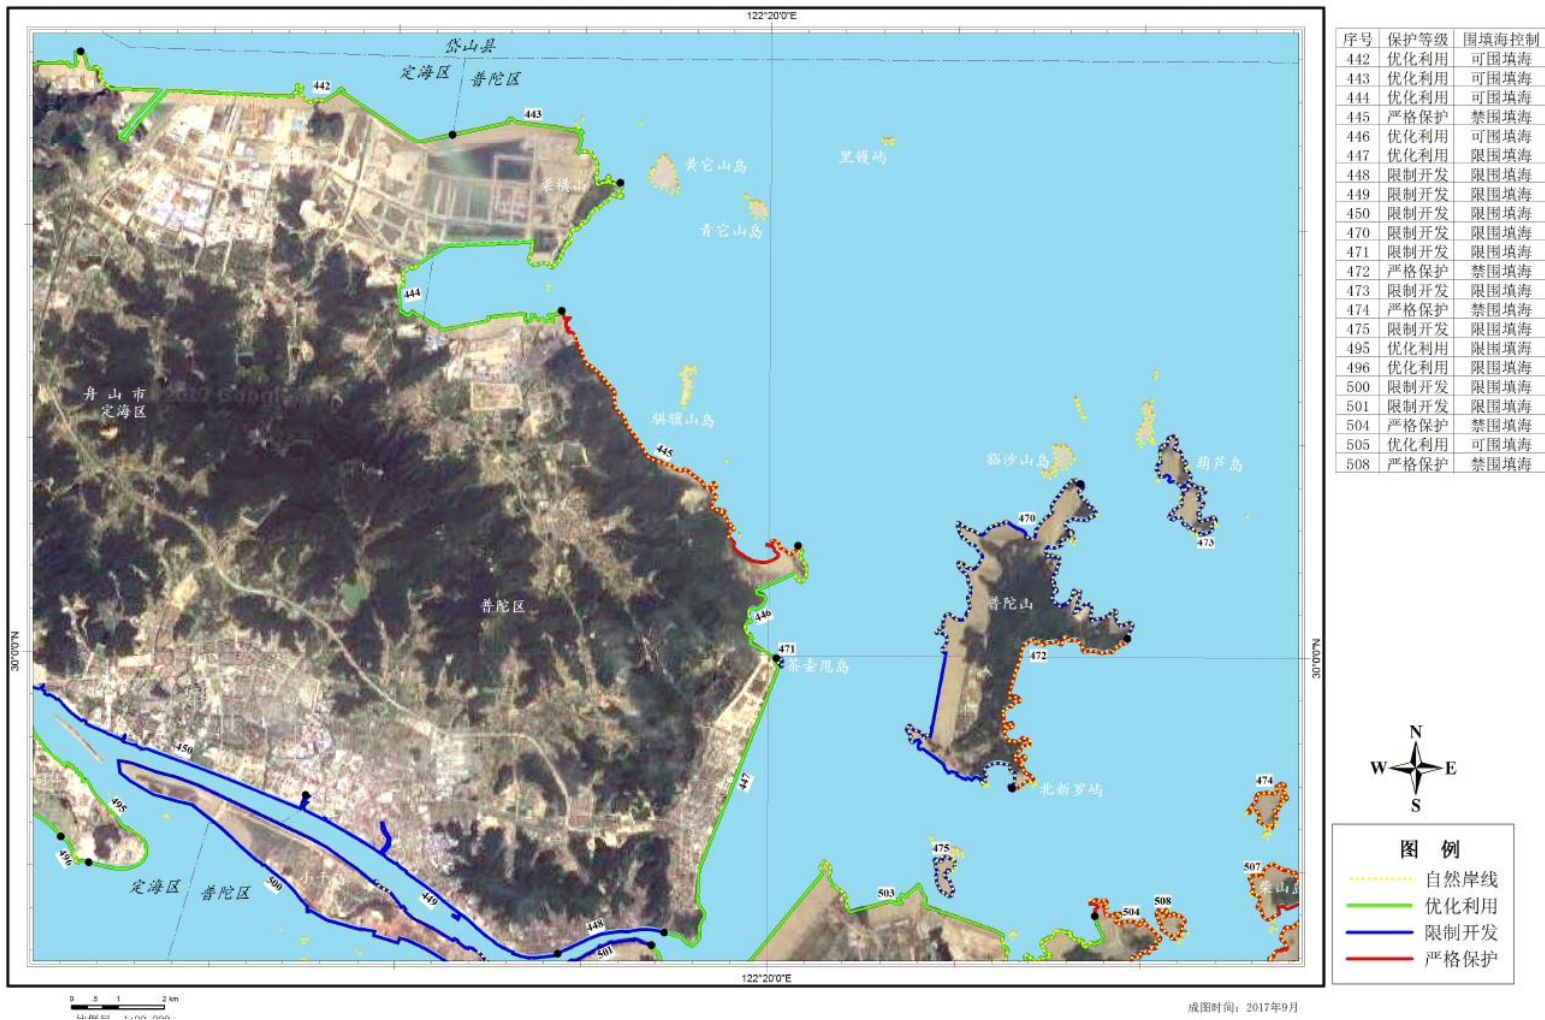 122°20'0"E
岱山县
定海区
普陀区
442
443
梁横山
黄它山岛
里馒屿
青它山岛
444
舟山市
定海区
骐骥山岛
445
豁沙山岛
葫芦岛
470
473
普陀区
446
普陀山
471
茶壶甩岛
472
30°0'0"N
30°0'0"N
450
447
北新罗屿
474
495
475
496
500
小干岛
449
定海区
普陀区
503
507
508
504
448
501
122°20'0"E
序号 保护等级 围填海控制
442 优化利用 可围填海
443 优化利用 可围填海
444 优化利用 可围填海
445 严格保护 禁围填海
446 优化利用 可围填海
447 优化利用 限围填海
448 限制开发 限围填海
449 限制开发 限围填海
450 限制开发 限围填海
470 限制开发 限围填海
471 限制开发 限围填海
472 严格保护 禁围填海
473 限制开发 限围填海
474 严格保护 禁围填海
475 限制开发 限围填海
495 优化利用 限围填海
496 优化利用 限围填海
500 限制开发 限围填海
501 限制开发 限围填海
504 严格保护 禁围填海
505 优化利用 可围填海
508 严格保护 禁围填海
N
W E
S
图 例
自然岸线
优化利用
限制开发
严格保护
0 .5 1 2 km
成图时间：2017年9月